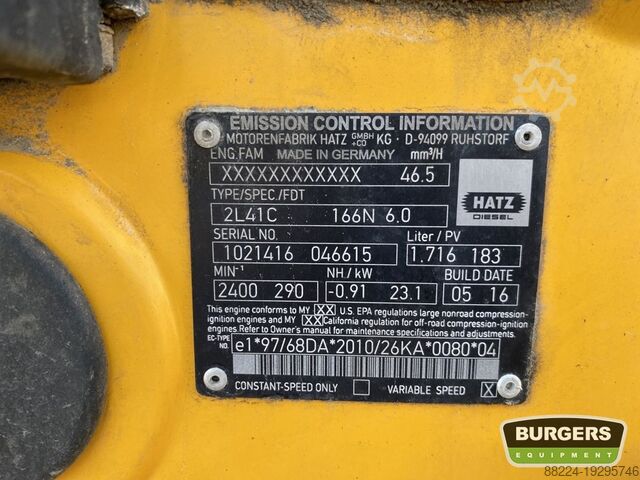 EMISSION CONTROL INFORMATION
MOTORENFABRIK HATZ GMBH +CO KG · D-94099 RUHSTORF
ENG.FAM MADE IN GERMANY mm³/H
XXXXXXXXXXXX 46.5
TYPE/SPEC./FDT
2L41C 166N 6.0
HATZ
DIESEL
SERIAL NO. Liter / PV
1021416 046615 1.716 183
MIN⁻¹ NH / kW BUILD DATE
2400 290 -0.91 23.1 05 16
This engine conforms to MY XX U.S. EPA regulations large nonroad compression-
ignition engines and MY XX California regulation for off-road compression-ignition
engines. Refer to Owner's manual for maintenance specifications and adjustments
EC-TYPE NO. e1*97/68DA*2010/26KA*0080*04
CONSTANT-SPEED ONLY VARIABLE SPEED X
BURGERS
EQUIPMENT
88224-19295746